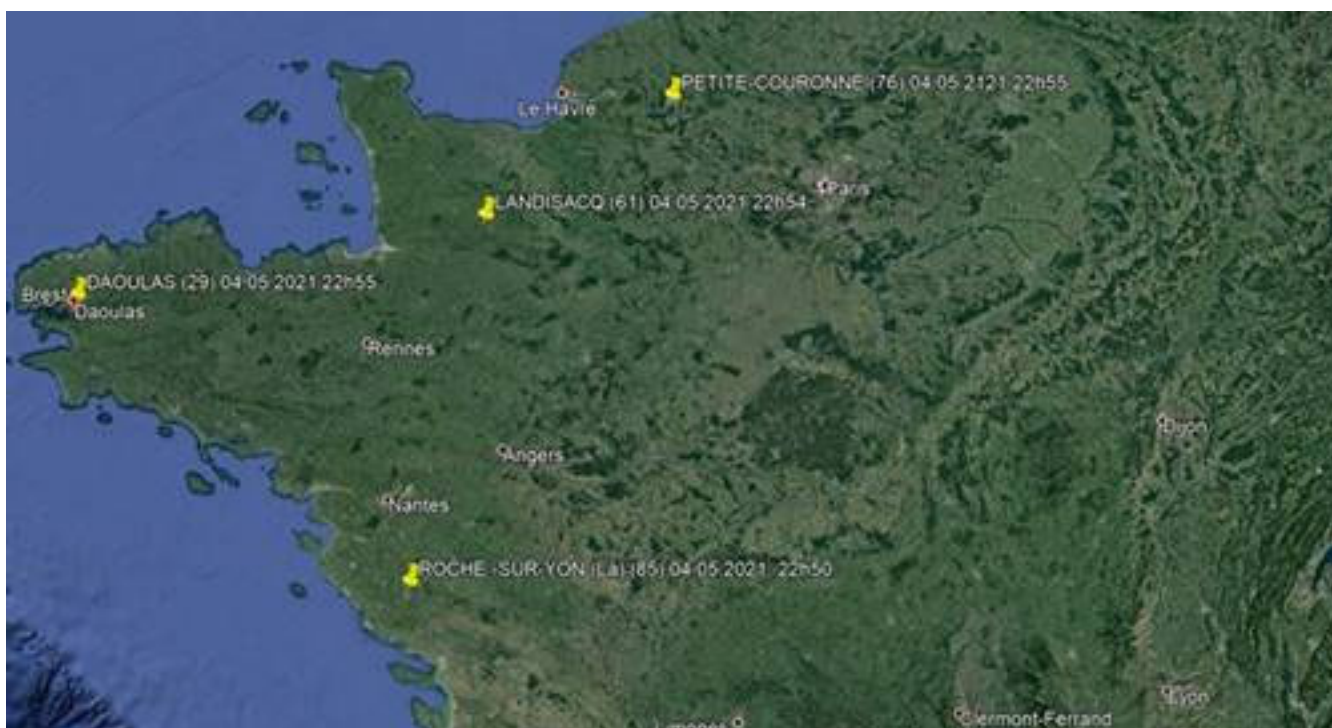 PETITE-COURONNE (76) 04 05 2121 22h55
Le Havre
Paris
LANDISACQ (61) 04 05 2021 22h54
DAOULAS (29) 04 05 2021 22h55
Brest
Daoulas
Rennes
Dijon
Angers
Nantes
ROCHE -SUR-YON (La) (85) 04 05 2021 22h50
Lyon
Limoges
Clermont-Ferrand